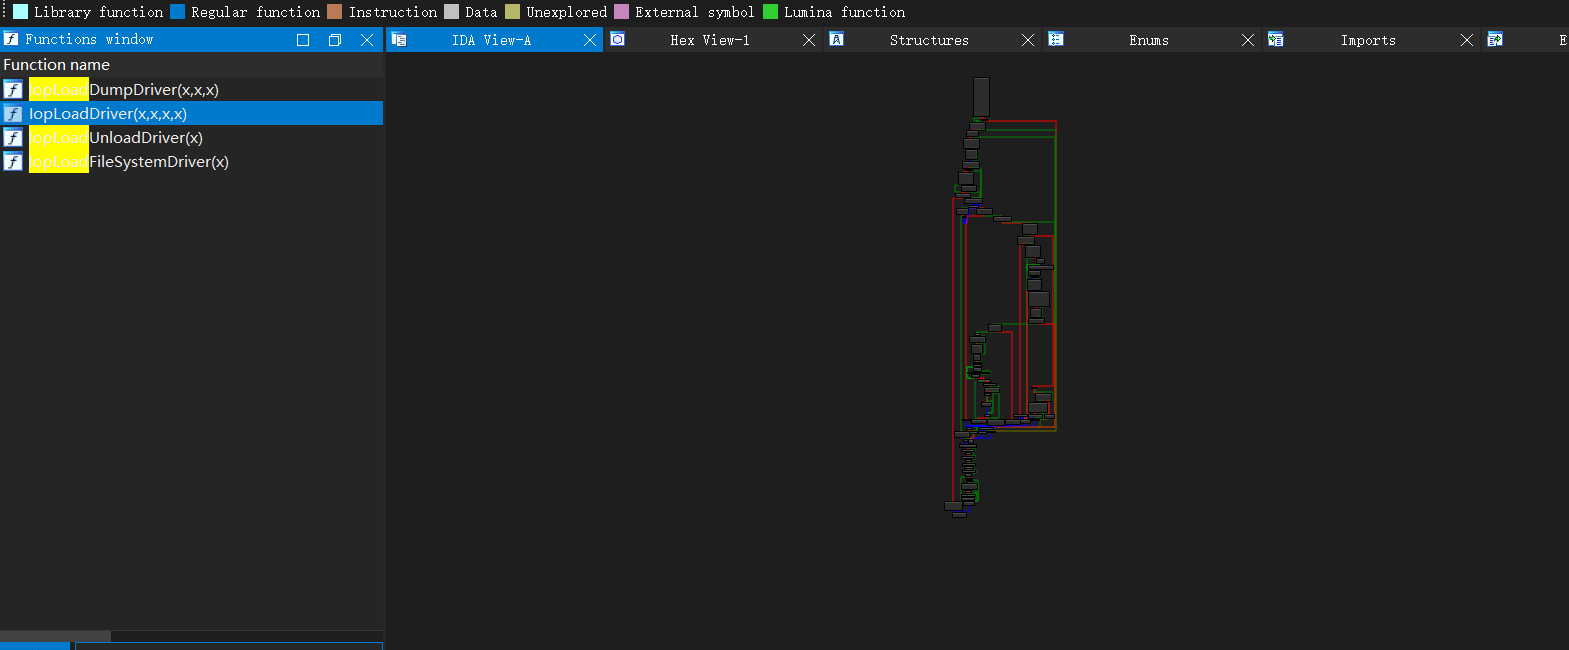 Library function Regular function Instruction Data Unexplored External symbol Lumina function
Functions window IDA View-A Hex View-1 Structures Enums Imports E
Function name
IopLoadDumpDriver(x,x,x)
IopLoadDriver(x,x,x,x)
IopLoadUnloadDriver(x)
IopLoadFileSystemDriver(x)